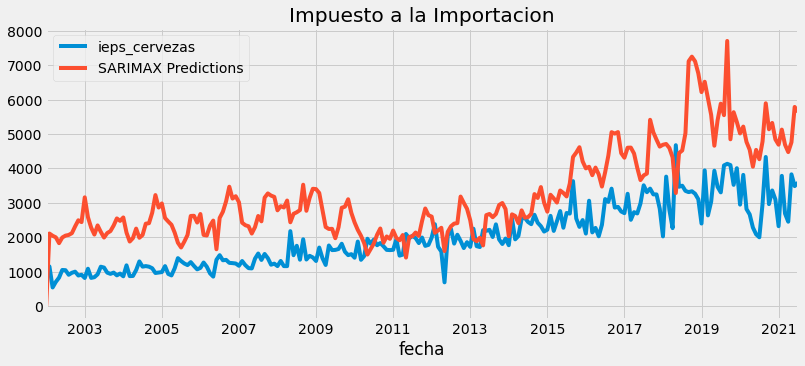 Impuesto a la Importacion
ieps_cervezas
SARIMAX Predictions
8000
7000
6000
5000
4000
3000
2000
1000
0
2003 2005 2007 2009 2011 2013 2015 2017 2019 2021
fecha